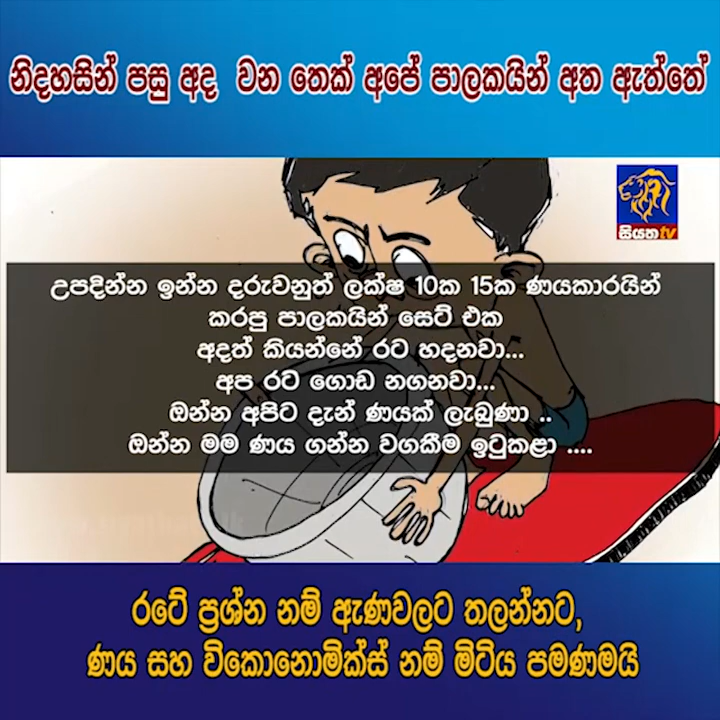 නිදහසින් පසු අද වන තෙක් අපේ පාලකයින් අත ඇත්තේ
සියත tv
උපදින්න ඉන්න දරුවනුත් ලක්ෂ 10ක 15ක ණයකාරයින්
කරපු පාලකයින් සෙට් එක
අදත් කියන්නේ රට හදනවා...
අප රට ගොඩ නගනවා...
ඔන්න අපිට දැන් ණයක් ලැබුණා ..
ඔන්න මම ණය ගන්න වගකීම ඉටුකළා ....
රටේ ප්‍රශ්න නම් ඇණවලට තලන්නට,
ණය සහ විකොනොමික්ස් නම් මිටිය පමණමයි